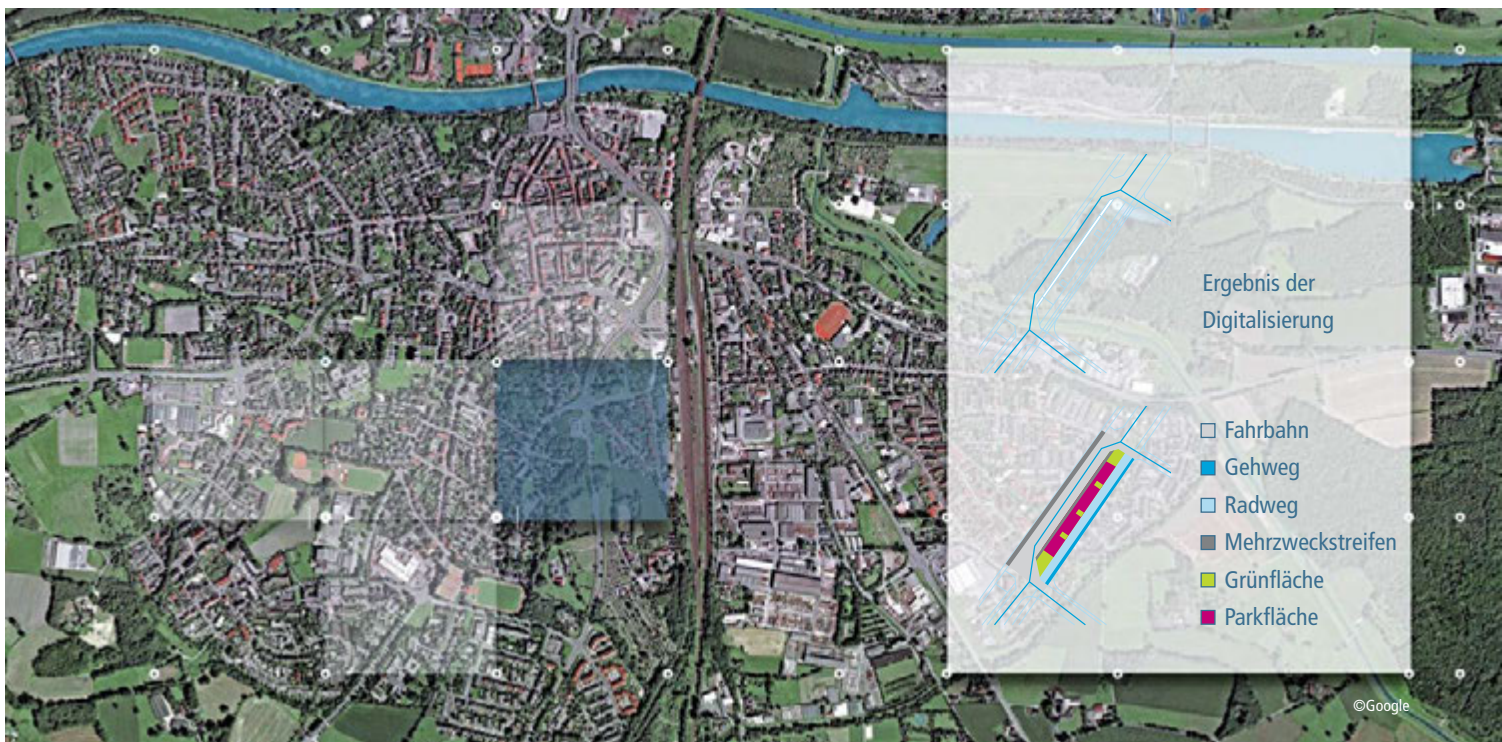 Ergebnis der
Digitalisierung
Fahrbahn
Gehweg
Radweg
Mehrzweckstreifen
Grünfläche
Parkfläche
©Google